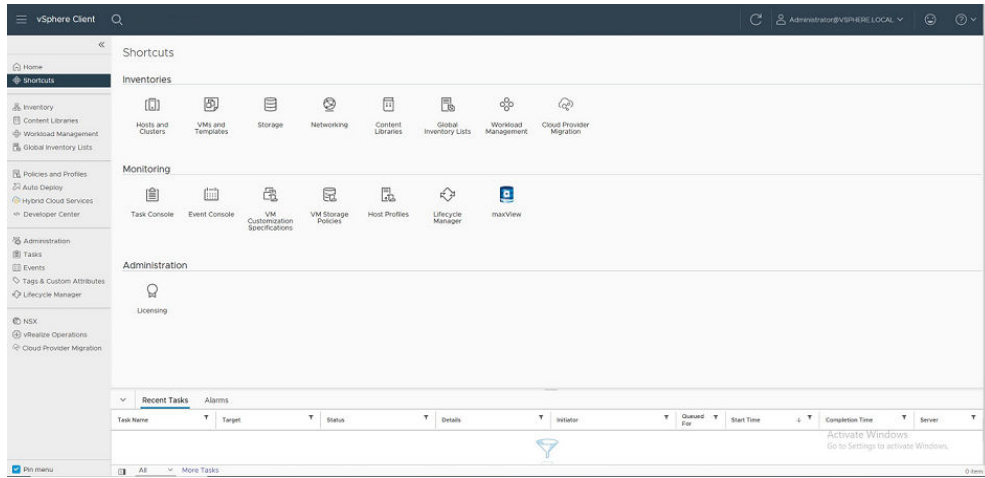 vSphere Client
Administrator@VSPHERE.LOCAL
Home
Shortcuts
Inventory
Content Libraries
Workload Management
Global Inventory Lists
Policies and Profiles
Auto Deploy
Hybrid Cloud Services
Developer Center
Administration
Tasks
Events
Tags & Custom Attributes
Lifecycle Manager
NSX
vRealize Operations
Cloud Provider Migration
Pin menu
Shortcuts
Inventories
Hosts and
Clusters
VMs and
Templates
Storage
Networking
Content
Libraries
Global
Inventory Lists
Workload
Management
Cloud Provider
Migration
Monitoring
Task Console
Event Console
VM
Customization
Specifications
VM Storage
Policies
Host Profiles
Lifecycle
Manager
maxView
Administration
Licensing
Recent Tasks Alarms
Task Name Target Status Details Initiator Queued
For Start Time Completion Time Server
Activate Windows
Go to Settings to activate Windows.
All More Tasks
0 item